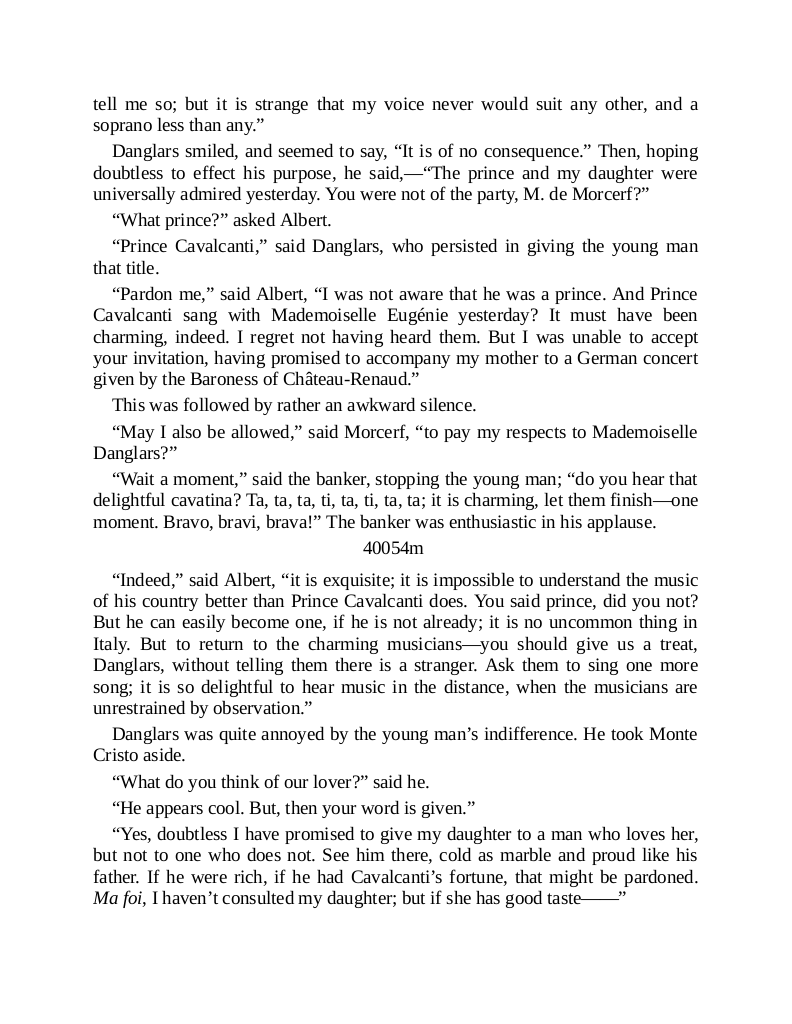 tell me so; but it is strange that my voice never would suit any other, and a
soprano less than any.”
Danglars smiled, and seemed to say, “It is of no consequence.” Then, hoping
doubtless to effect his purpose, he said,—“The prince and my daughter were
universally admired yesterday. You were not of the party, M. de Morcerf?”
“What prince?” asked Albert.
“Prince Cavalcanti,” said Danglars, who persisted in giving the young man
that title.
“Pardon me,” said Albert, “I was not aware that he was a prince. And Prince
Cavalcanti sang with Mademoiselle Eugénie yesterday? It must have been
charming, indeed. I regret not having heard them. But I was unable to accept
your invitation, having promised to accompany my mother to a German concert
given by the Baroness of Château-Renaud.”
This was followed by rather an awkward silence.
“May I also be allowed,” said Morcerf, “to pay my respects to Mademoiselle
Danglars?”
“Wait a moment,” said the banker, stopping the young man; “do you hear that
delightful cavatina? Ta, ta, ta, ti, ta, ti, ta, ta; it is charming, let them finish—one
moment. Bravo, bravi, brava!” The banker was enthusiastic in his applause.
40054m
“Indeed,” said Albert, “it is exquisite; it is impossible to understand the music
of his country better than Prince Cavalcanti does. You said prince, did you not?
But he can easily become one, if he is not already; it is no uncommon thing in
Italy. But to return to the charming musicians—you should give us a treat,
Danglars, without telling them there is a stranger. Ask them to sing one more
song; it is so delightful to hear music in the distance, when the musicians are
unrestrained by observation.”
Danglars was quite annoyed by the young man’s indifference. He took Monte
Cristo aside.
“What do you think of our lover?” said he.
“He appears cool. But, then your word is given.”
“Yes, doubtless I have promised to give my daughter to a man who loves her,
but not to one who does not. See him there, cold as marble and proud like his
father. If he were rich, if he had Cavalcanti’s fortune, that might be pardoned.
Ma foi, I haven’t consulted my daughter; but if she has good taste——”